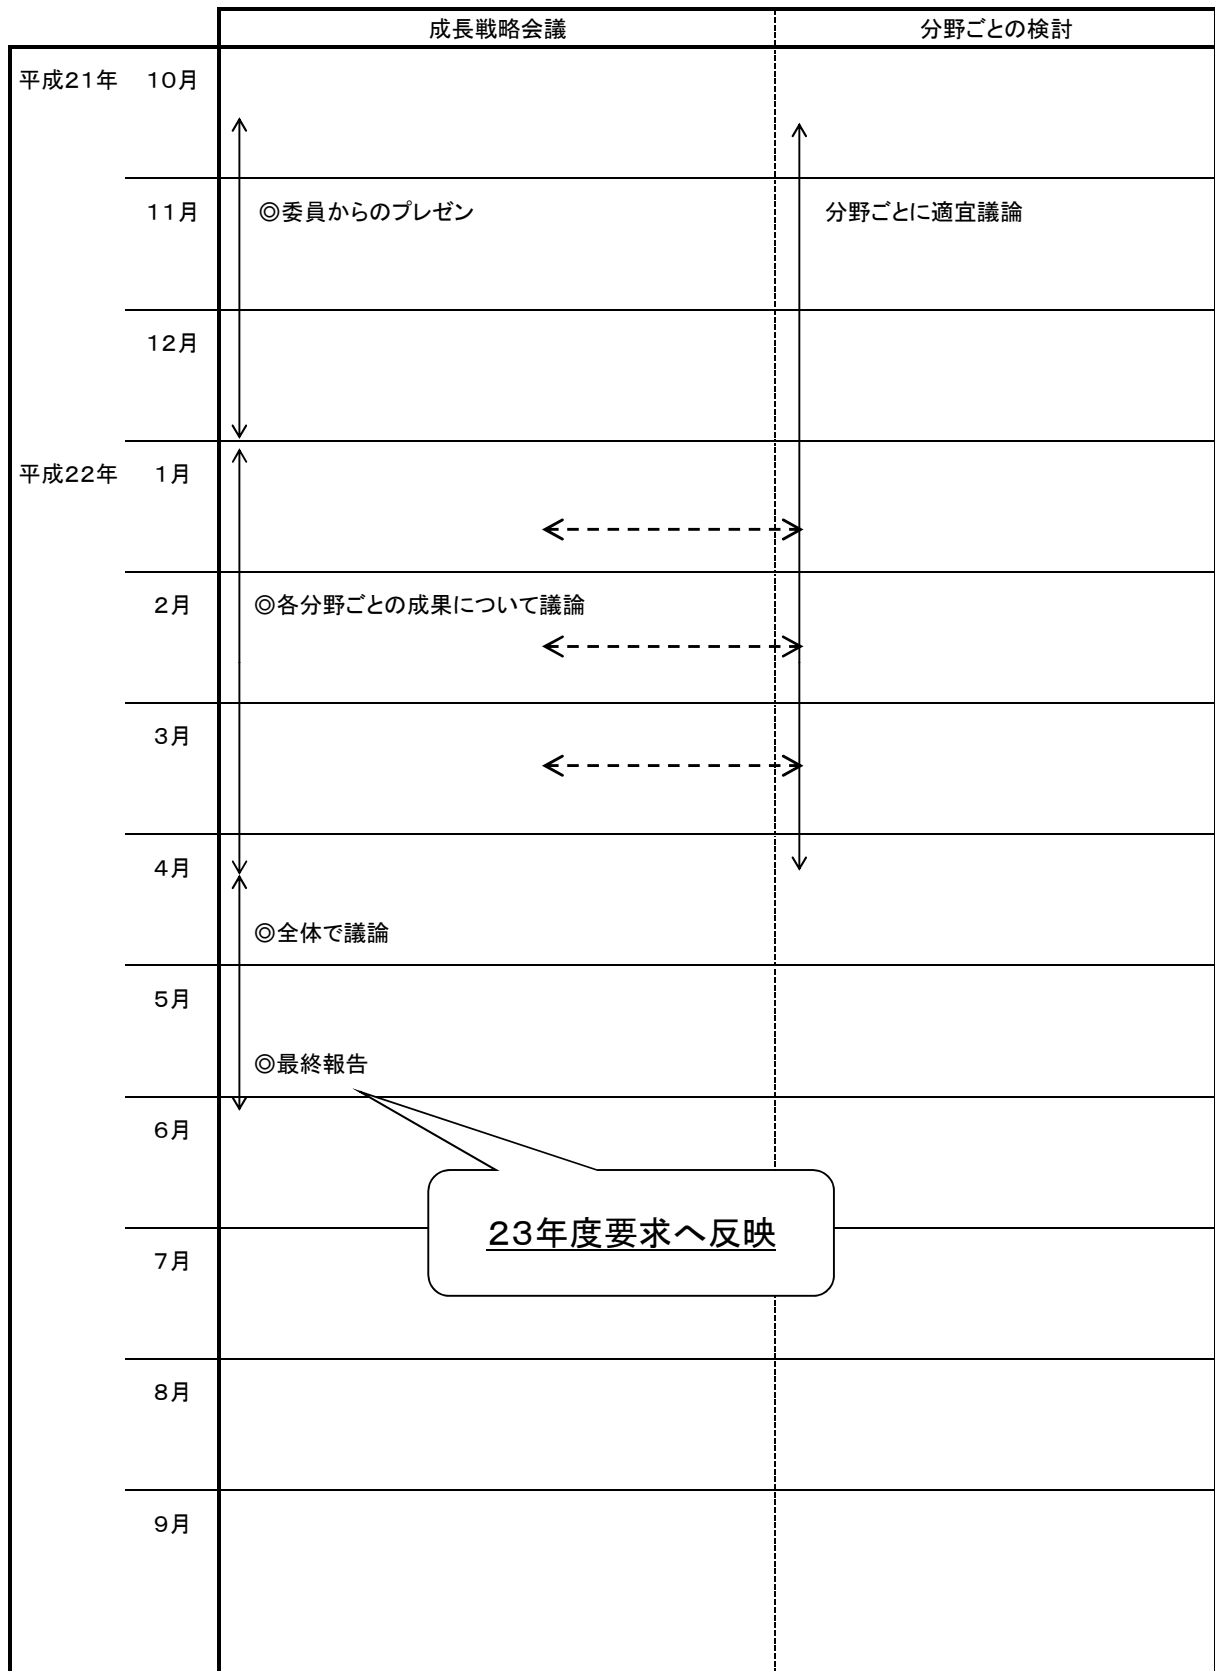 成長戦略会議 分野ごとの検討
平成21年 10月
11月 ◎委員からのプレゼン 分野ごとに適宜議論
12月
平成22年 1月
2月 ◎各分野ごとの成果について議論
3月
4月
◎全体で議論
5月
◎最終報告
6月
23年度要求へ反映
7月
8月
9月